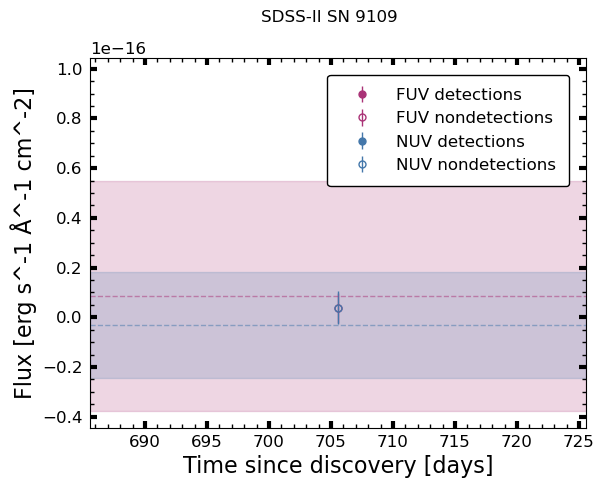 SDSS-II SN 9109
1e−16
1.0
0.8
0.6
0.4
0.2
0.0
−0.2
−0.4
Flux [erg s^-1 Å^-1 cm^-2]
FUV detections
FUV nondetections
NUV detections
NUV nondetections
690 695 700 705 710 715 720 725
Time since discovery [days]